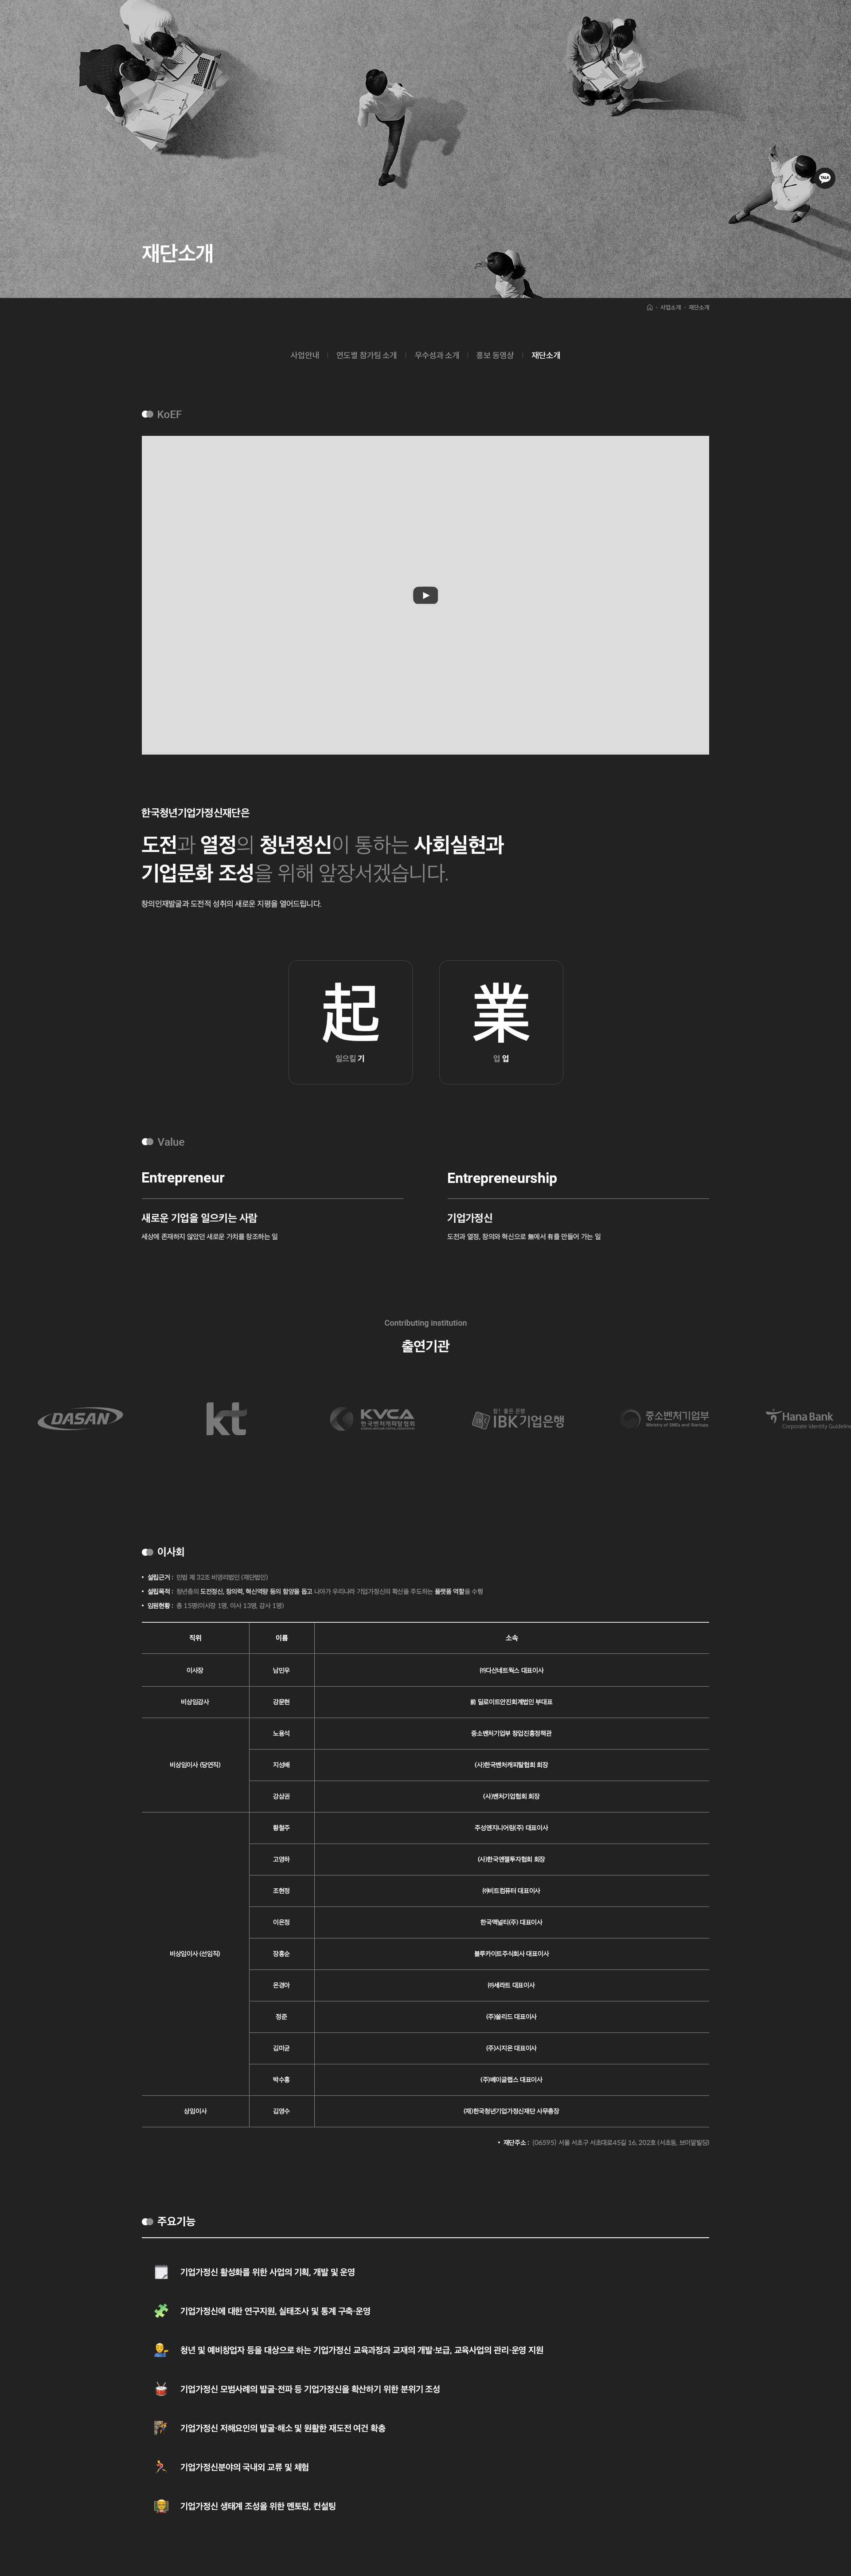 TALK
재단소개
사업소개 · 재단소개
사업안내 | 연도별 참가팀 소개 | 우수성과 소개 | 홍보 동영상 | 재단소개
KoEF
한국청년기업가정신재단은
도전과 열정의 청년정신이 통하는 사회실현과
기업문화 조성을 위해 앞장서겠습니다.
창의인재발굴과 도전적 성취의 새로운 지평을 열어드립니다.
起 業
일으킬 기 업 업
Value
Entrepreneur
새로운 기업을 일으키는 사람
세상에 존재하지 않았던 새로운 가치를 창조하는 일
Entrepreneurship
기업가정신
도전과 열정, 창의와 혁신으로 無에서 有를 만들어 가는 일
Contributing institution
출연기관
DASAN
kt
KVCA
한국벤처캐피탈협회
참! 좋은 은행
IBK기업은행
중소벤처기업부
Ministry of SMEs and Startups
Hana Bank
Corporate Identity Guideline
이사회
• 설립근거 : 민법 제 32조 비영리법인 (재단법인)
• 설립목적 : 청년층의 도전정신, 창의력, 혁신역량 등의 함양을 돕고 나아가 우리나라 기업가정신의 확산을 주도하는 플랫폼 역할을 수행
• 임원현황 : 총 15명(이사장 1명, 이사 13명, 감사 1명)
직위 이름 소속
이사장 남민우 ㈜다산네트웍스 대표이사
비상임감사 강문현 前 딜로이트안진회계법인 부대표
비상임이사 (당연직) 노용석 중소벤처기업부 창업진흥정책관
지성배 (사)한국벤처캐피탈협회 회장
강삼권 (사)벤처기업협회 회장
비상임이사 (선임직) 황철주 주성엔지니어링(주) 대표이사
고영하 (사)한국엔젤투자협회 회장
조현정 ㈜비트컴퓨터 대표이사
이은정 한국맥널티(주) 대표이사
장흥순 블루카이트주식회사 대표이사
은경아 ㈜세라트 대표이사
정준 (주)쏠리드 대표이사
김미균 (주)시지온 대표이사
박수홍 (주)베이글랩스 대표이사
상임이사 김영수 (재)한국청년기업가정신재단 사무총장
• 재단주소 : (06595) 서울 서초구 서초대로45길 16, 202호 (서초동, 브이알빌딩)
주요기능
기업가정신 활성화를 위한 사업의 기획, 개발 및 운영
기업가정신에 대한 연구지원, 실태조사 및 통계 구축·운영
청년 및 예비창업자 등을 대상으로 하는 기업가정신 교육과정과 교재의 개발·보급, 교육사업의 관리·운영 지원
기업가정신 모범사례의 발굴·전파 등 기업가정신을 확산하기 위한 분위기 조성
기업가정신 저해요인의 발굴·해소 및 원활한 재도전 여건 확충
기업가정신분야의 국내외 교류 및 체험
기업가정신 생태계 조성을 위한 멘토링, 컨설팅